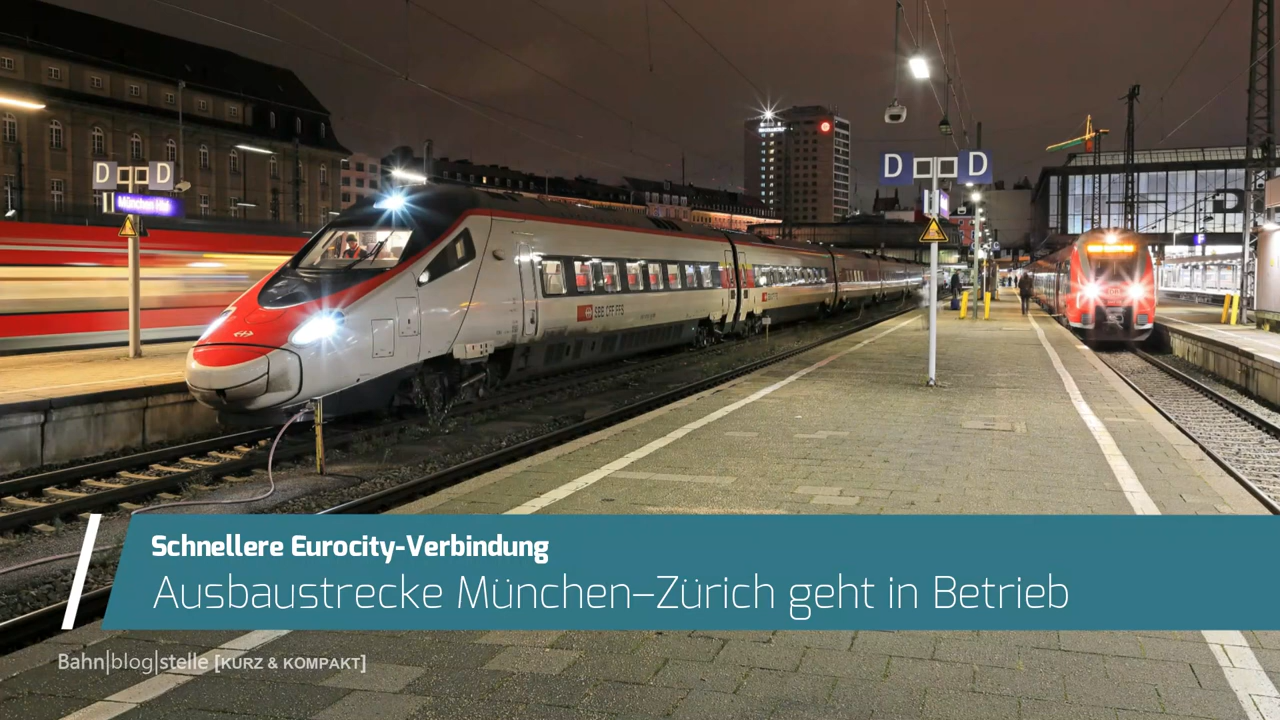 D D
München Hbf
D D
SBB CFF FFS
D
F
Schnellere Eurocity-Verbindung
Ausbaustrecke München–Zürich geht in Betrieb
Bahn|blog|stelle [KURZ & KOMPAKT]